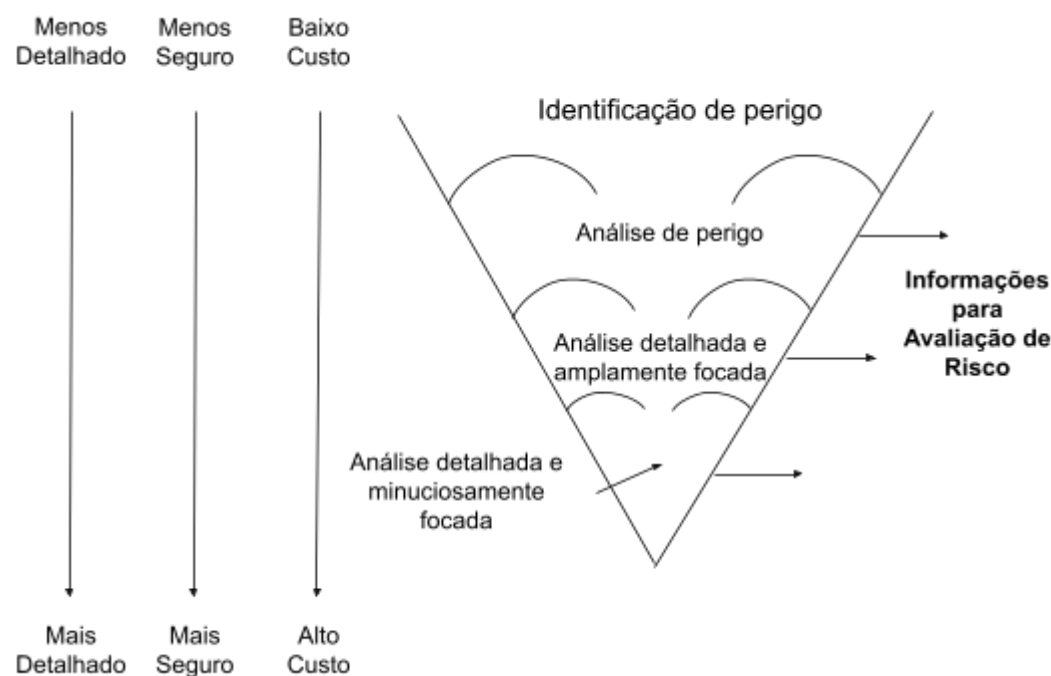 Menos
Detalhado
Menos
Seguro
Baixo
Custo
Identificação de perigo
Análise de perigo
Informações
para
Avaliação de
Risco
Análise detalhada e
amplamente focada
Análise detalhada e
minuciosamente
focada
Mais
Detalhado
Mais
Seguro
Alto
Custo